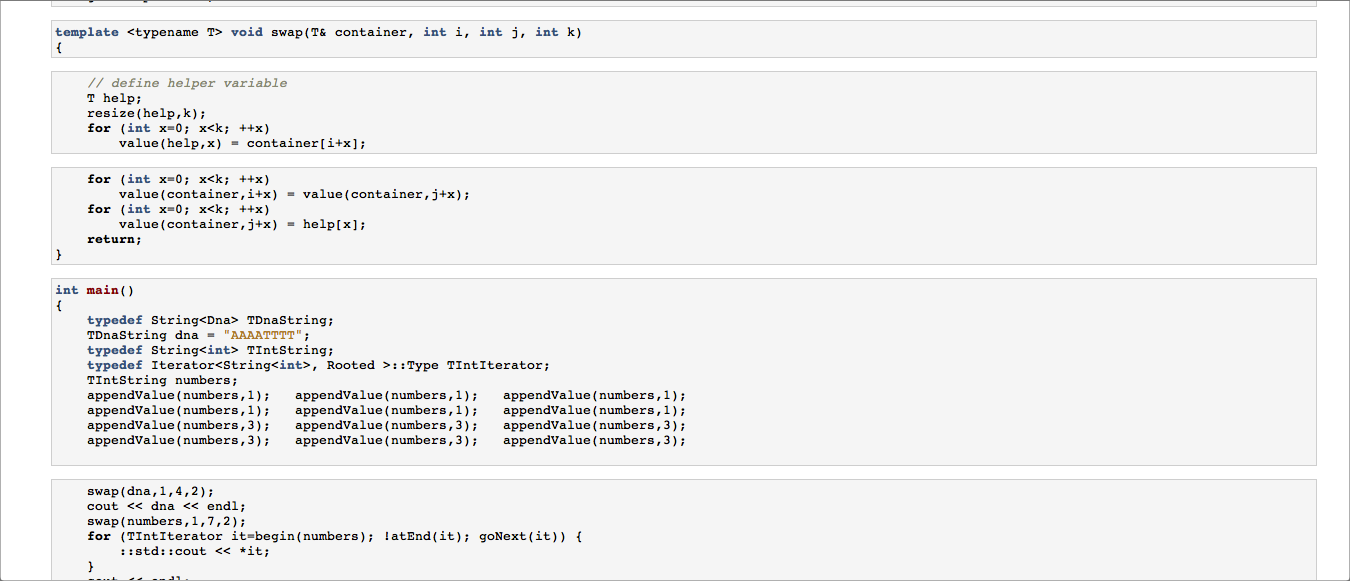 template <typename T> void swap(T& container, int i, int j, int k)
{
// define helper variable
T help;
resize(help,k);
for (int x=0; x<k; ++x)
value(help,x) = container[i+x];
for (int x=0; x<k; ++x)
value(container,i+x) = value(container,j+x);
for (int x=0; x<k; ++x)
value(container,j+x) = help[x];
return;
}
int main()
{
typedef String<Dna> TDnaString;
TDnaString dna = "AAAATTTT";
typedef String<int> TIntString;
typedef Iterator<String<int>, Rooted >::Type TIntIterator;
TIntString numbers;
appendValue(numbers,1);   appendValue(numbers,1);   appendValue(numbers,1);
appendValue(numbers,1);   appendValue(numbers,1);   appendValue(numbers,1);
appendValue(numbers,3);   appendValue(numbers,3);   appendValue(numbers,3);
appendValue(numbers,3);   appendValue(numbers,3);   appendValue(numbers,3);
swap(dna,1,4,2);
cout << dna << endl;
swap(numbers,1,7,2);
for (TIntIterator it=begin(numbers); !atEnd(it); goNext(it)) {
::std::cout << *it;
}